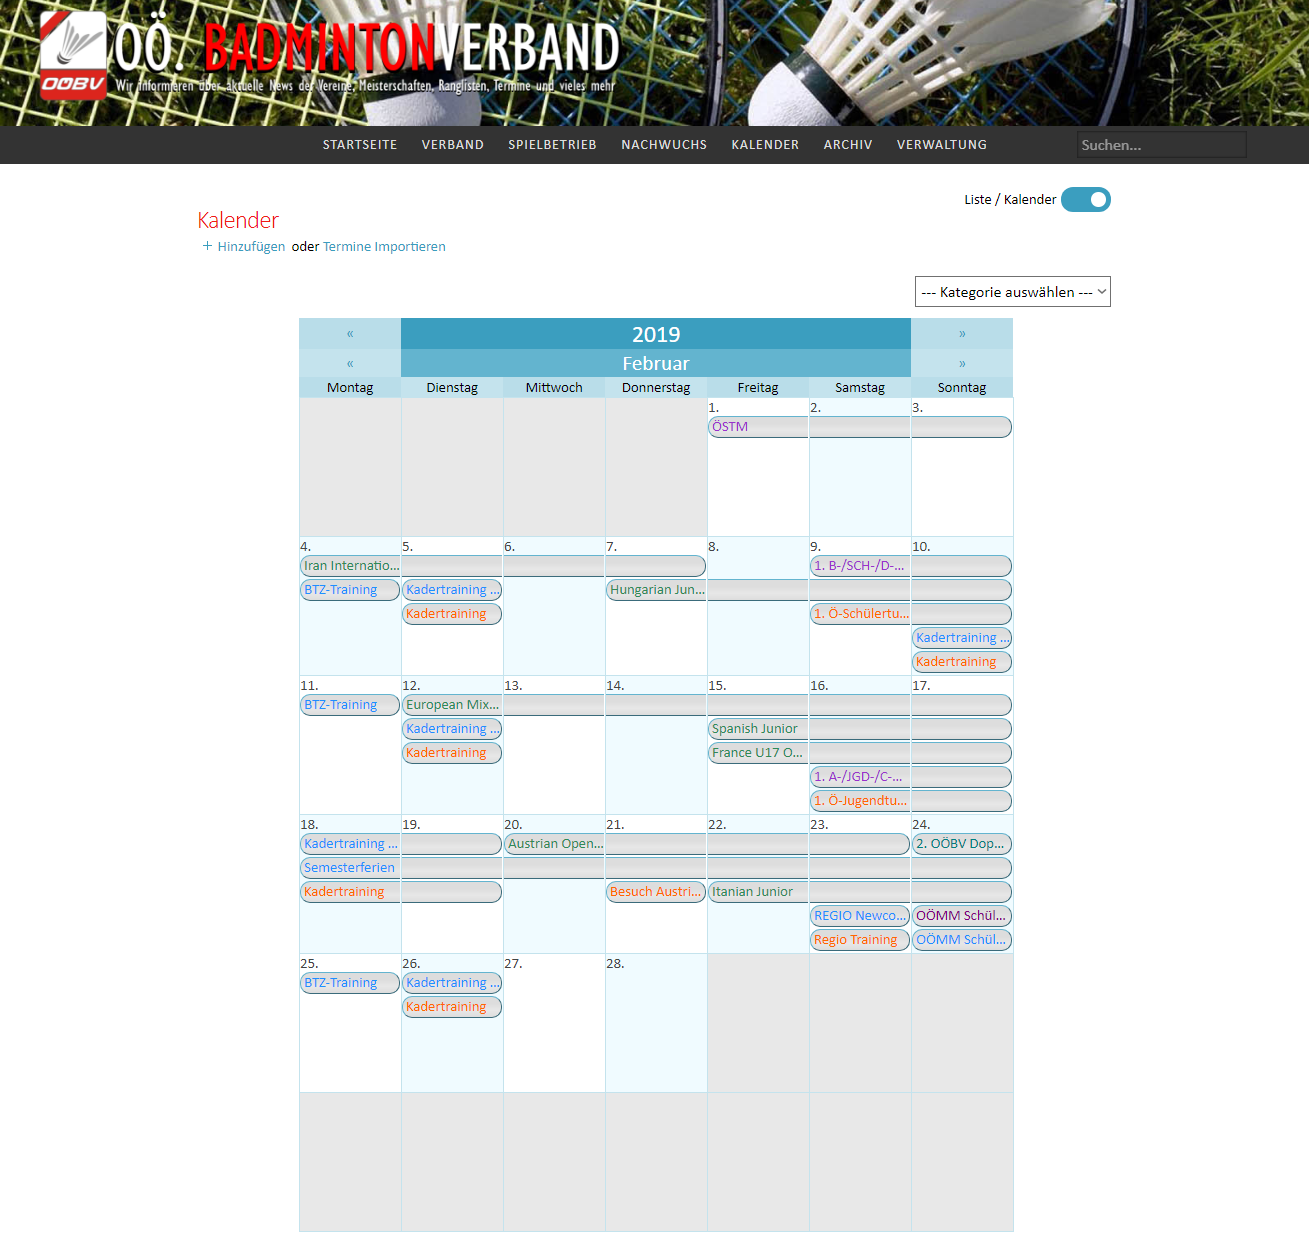 OÖ. BADMINTONVERBAND
OÖBV
Wir informieren über aktuelle News der Vereine, Meisterschaften, Ranglisten, Termine und vieles mehr
STARTSEITE VERBAND SPIELBETRIEB NACHWUCHS KALENDER ARCHIV VERWALTUNG Suchen...
Liste / Kalender
Kalender
+ Hinzufügen oder Termine Importieren
--- Kategorie auswählen ---
« 2019 »
« Februar »
Montag Dienstag Mittwoch Donnerstag Freitag Samstag Sonntag
1. 2. 3.
ÖSTM
4. 5. 6. 7. 8. 9. 10.
Iran Internatio... 1. B-/SCH-/D-...
BTZ-Training Kadertraining ... Hungarian Jun...
Kadertraining 1. Ö-Schülertu...
Kadertraining ...
Kadertraining
11. 12. 13. 14. 15. 16. 17.
BTZ-Training European Mix...
Kadertraining ... Spanish Junior
Kadertraining France U17 O...
1. A-/JGD-/C-...
1. Ö-Jugendtu...
18. 19. 20. 21. 22. 23. 24.
Kadertraining ... Austrian Open... 2. OÖBV Dop...
Semesterferien
Kadertraining Besuch Austri... Itanian Junior
REGIO Newco... OÖMM Schül...
Regio Training OÖMM Schül...
25. 26. 27. 28.
BTZ-Training Kadertraining ...
Kadertraining